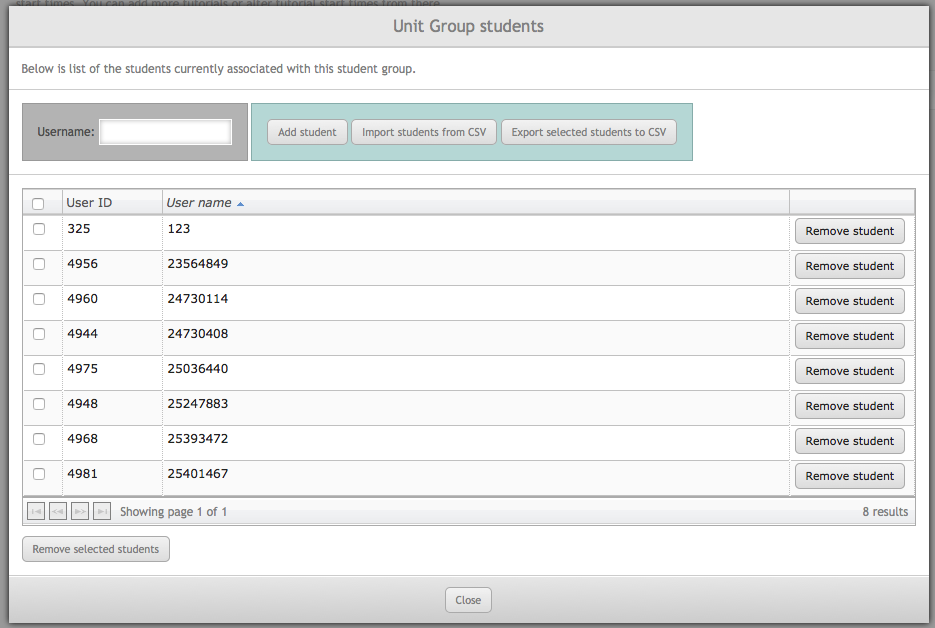 start times. You can add more tutorials or alter tutorial start times from there.
Unit Group students
Below is list of the students currently associated with this student group.
Username: Add student Import students from CSV Export selected students to CSV
User ID User name
325 123 Remove student
4956 23564849 Remove student
4960 24730114 Remove student
4944 24730408 Remove student
4975 25036440 Remove student
4948 25247883 Remove student
4968 25393472 Remove student
4981 25401467 Remove student
Showing page 1 of 1 8 results
Remove selected students
Close